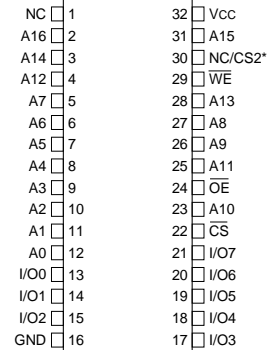 NC 1 32 Vcc
A16 2 31 A15
A14 3 30 NC/CS2*
A12 4 29 W̅E̅
A7 5 28 A13
A6 6 27 A8
A5 7 26 A9
A4 8 25 A11
A3 9 24 O̅E̅
A2 10 23 A10
A1 11 22 C̅S̅
A0 12 21 I/O7
I/O0 13 20 I/O6
I/O1 14 19 I/O5
I/O2 15 18 I/O4
GND 16 17 I/O3